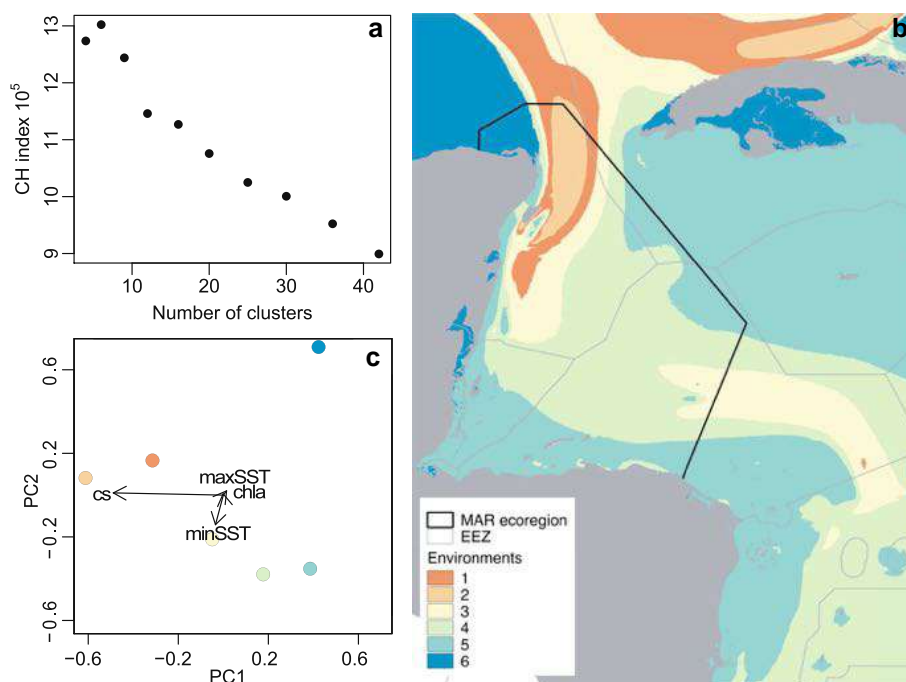 a
13
12
11
10
9
CH index 10⁵
10 20 30 40
Number of clusters
b
MAR ecoregion
EEZ
Environments
1
2
3
4
5
6
c
0.6
0.2
−0.2
−0.6
PC2
maxSST
cs chla
minSST
−0.6 −0.2 0.2 0.6
PC1